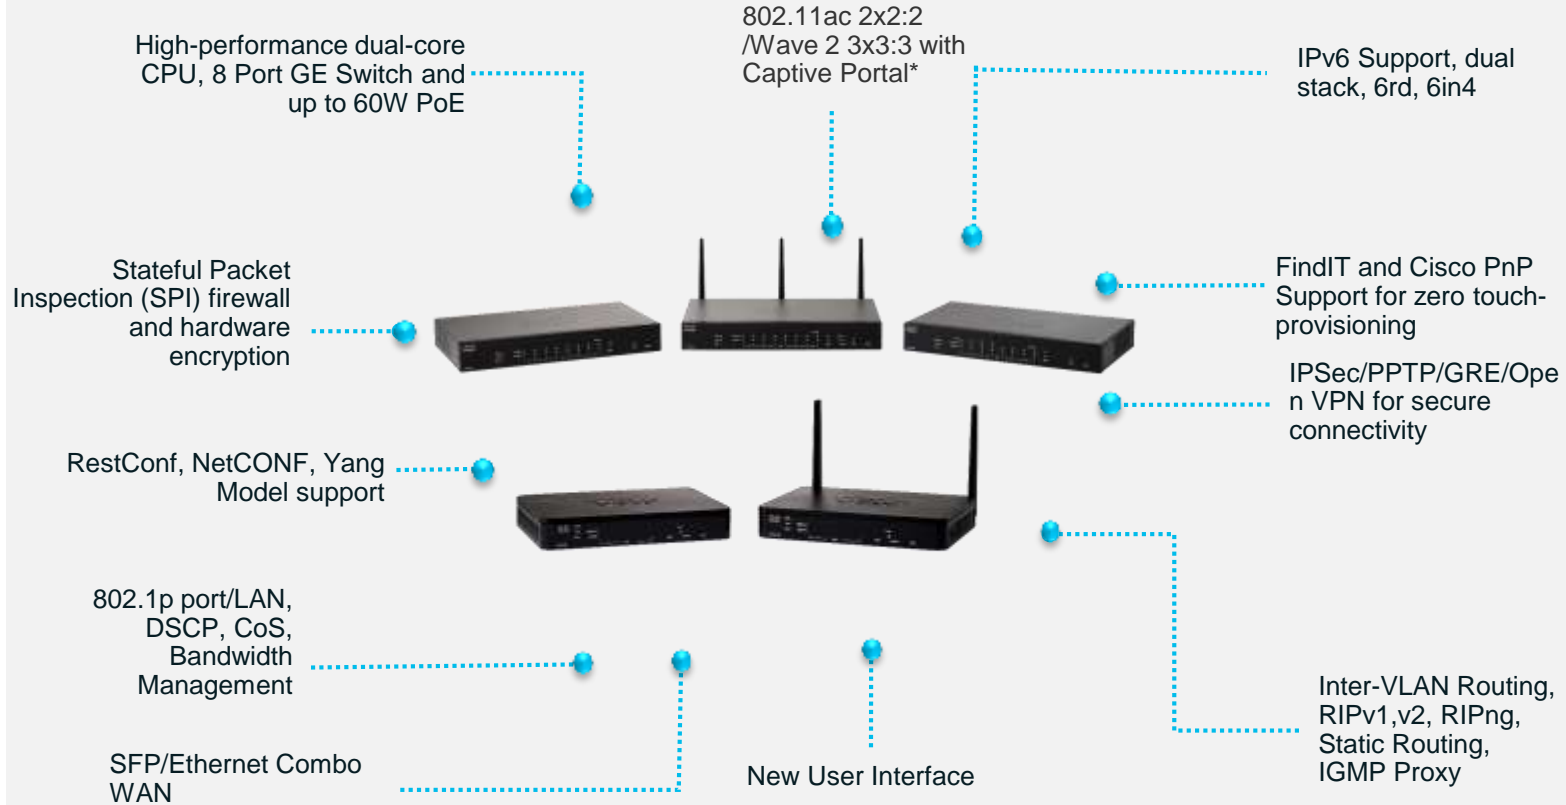 802.11ac 2x2:2
/Wave 2 3x3:3 with
Captive Portal*
High-performance dual-core
CPU, 8 Port GE Switch and
up to 60W PoE
IPv6 Support, dual
stack, 6rd, 6in4
Stateful Packet
Inspection (SPI) firewall
and hardware
encryption
FindIT and Cisco PnP
Support for zero touch-
provisioning
IPSec/PPTP/GRE/Ope
n VPN for secure
connectivity
RestConf, NetCONF, Yang
Model support
802.1p port/LAN,
DSCP, CoS,
Bandwidth
Management
Inter-VLAN Routing,
RIPv1,v2, RIPng,
Static Routing,
IGMP Proxy
SFP/Ethernet Combo
WAN
New User Interface